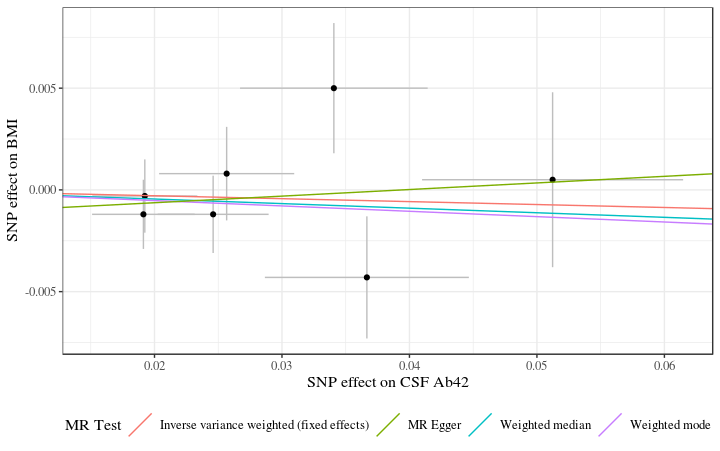 SNP effect on BMI
0.005
0.000
-0.005
0.02 0.03 0.04 0.05 0.06
SNP effect on CSF Ab42
MR Test Inverse variance weighted (fixed effects) MR Egger Weighted median Weighted mode